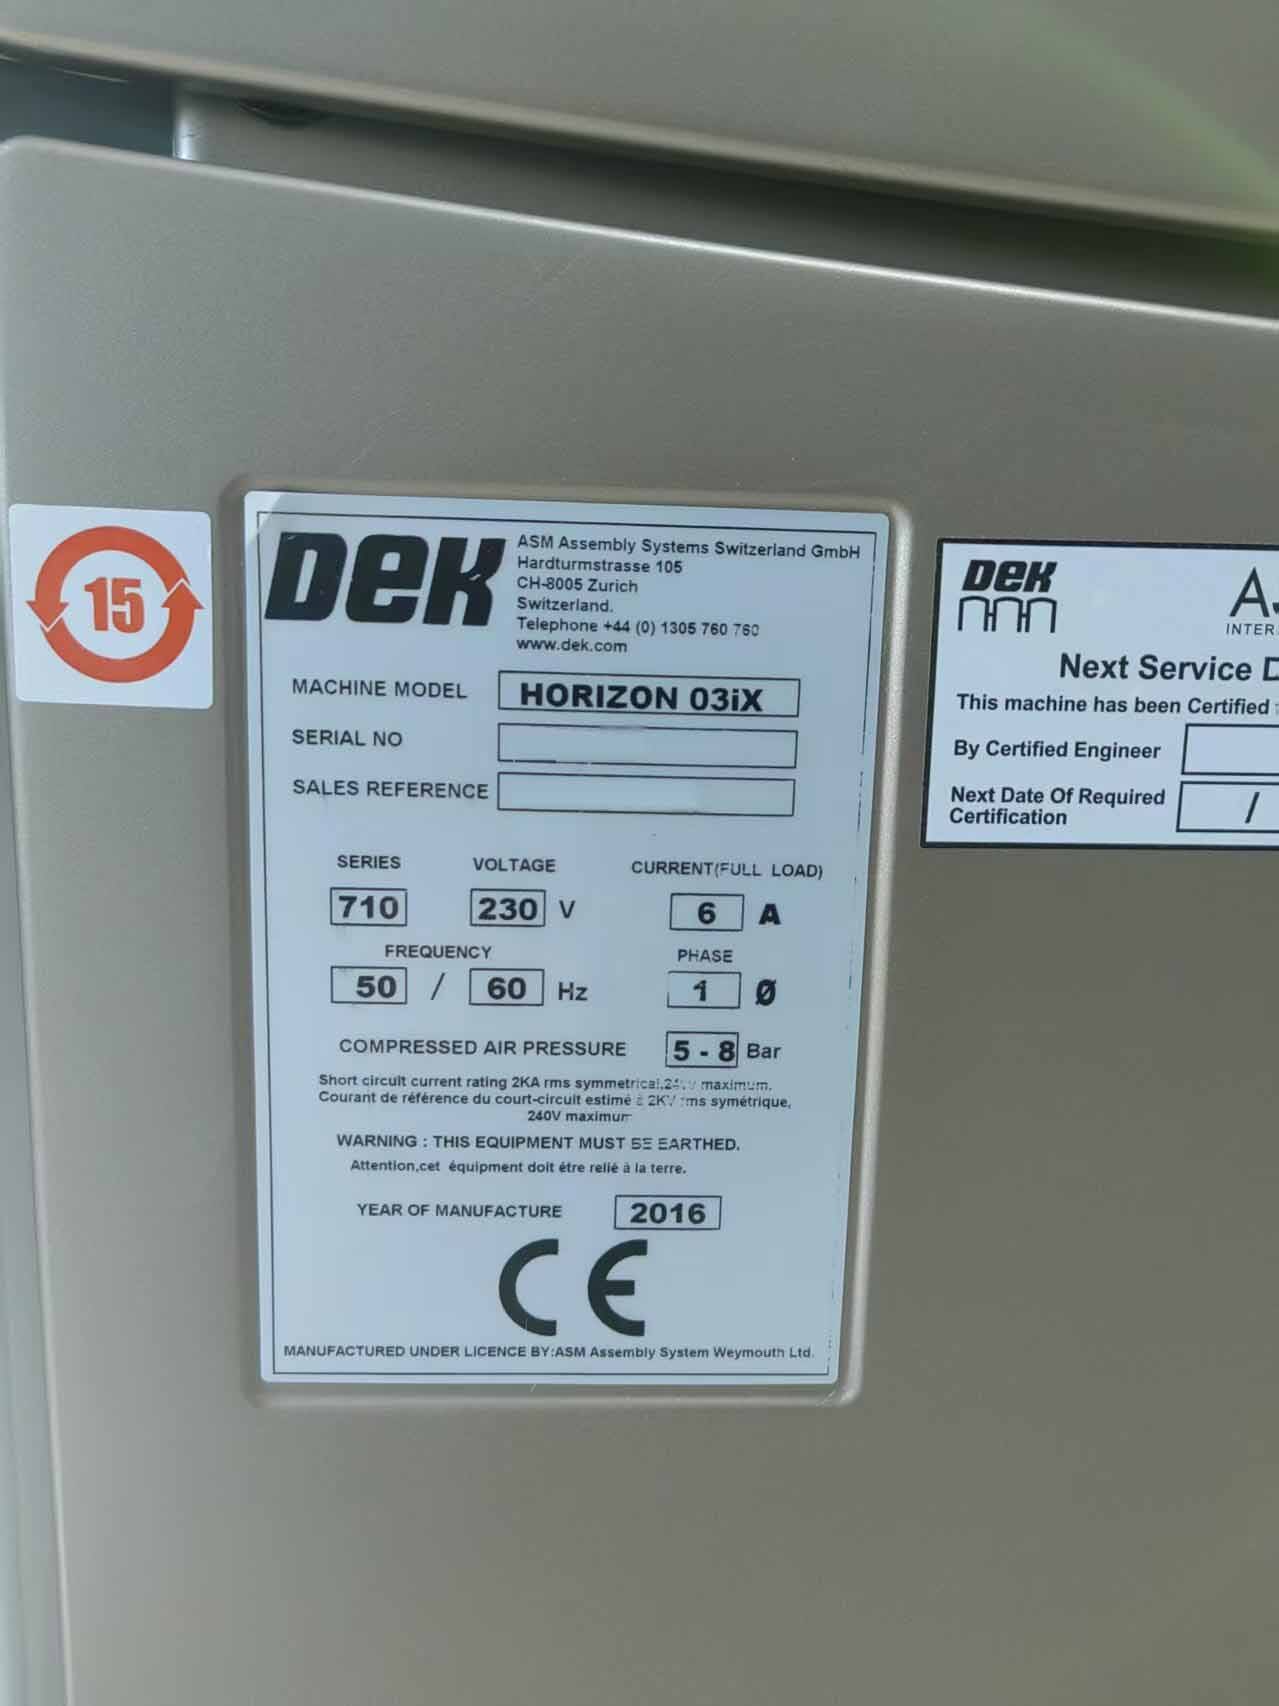 15
DEK
ASM Assembly Systems Switzerland GmbH
Hardturmstrasse 105
CH-8005 Zurich
Switzerland.
Telephone +44 (0) 1305 760 760
www.dek.com
MACHINE MODEL HORIZON 03iX
SERIAL NO
SALES REFERENCE
SERIES VOLTAGE CURRENT(FULL LOAD)
710 230 V 6 A
FREQUENCY PHASE
50 / 60 Hz 1 Ø
COMPRESSED AIR PRESSURE 5 - 8 Bar
Short circuit current rating 2KA rms symmetrical, maximum.
Courant de référence du court-circuit estimé rms symétrique,
240V maximum
WARNING : THIS EQUIPMENT MUST BE EARTHED.
Attention,cet équipment doit étre relié à la terre.
YEAR OF MANUFACTURE 2016
CE
MANUFACTURED UNDER LICENCE BY:ASM Assembly System Weymouth Ltd.
DEK
INTER
Next Service D
This machine has been Certified
By Certified Engineer
Next Date Of Required /
Certification